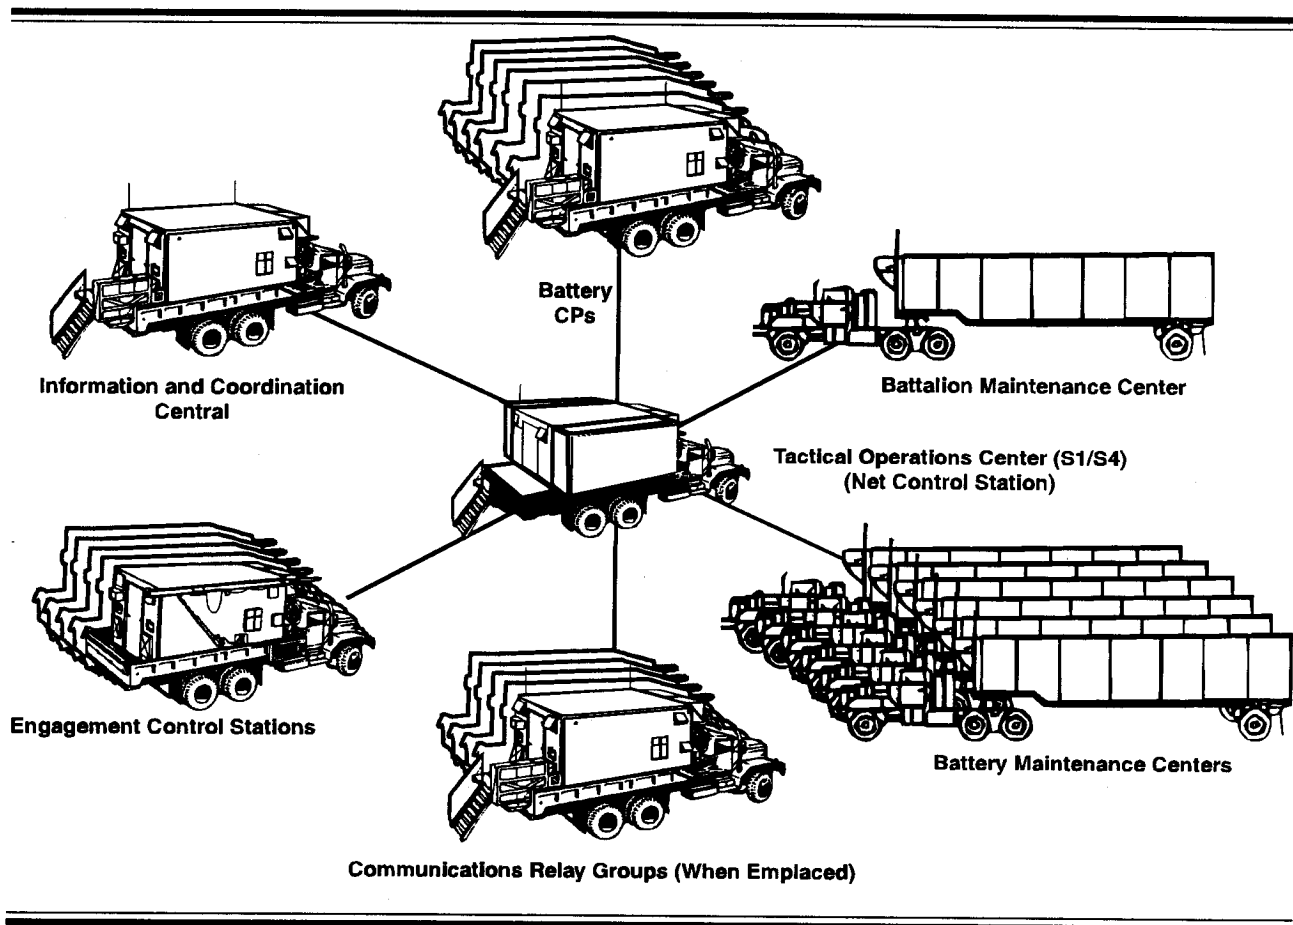 Battery
CPs
Information and Coordination
Central
Battalion Maintenance Center
Tactical Operations Center (S1/S4)
(Net Control Station)
Engagement Control Stations
Battery Maintenance Centers
Communications Relay Groups (When Emplaced)